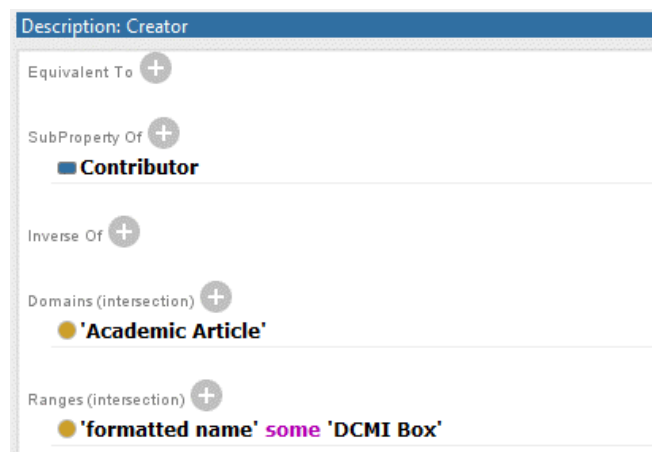 Description: Creator
Equivalent To
SubProperty Of
Contributor
Inverse Of
Domains (intersection)
'Academic Article'
Ranges (intersection)
'formatted name' some 'DCMI Box'